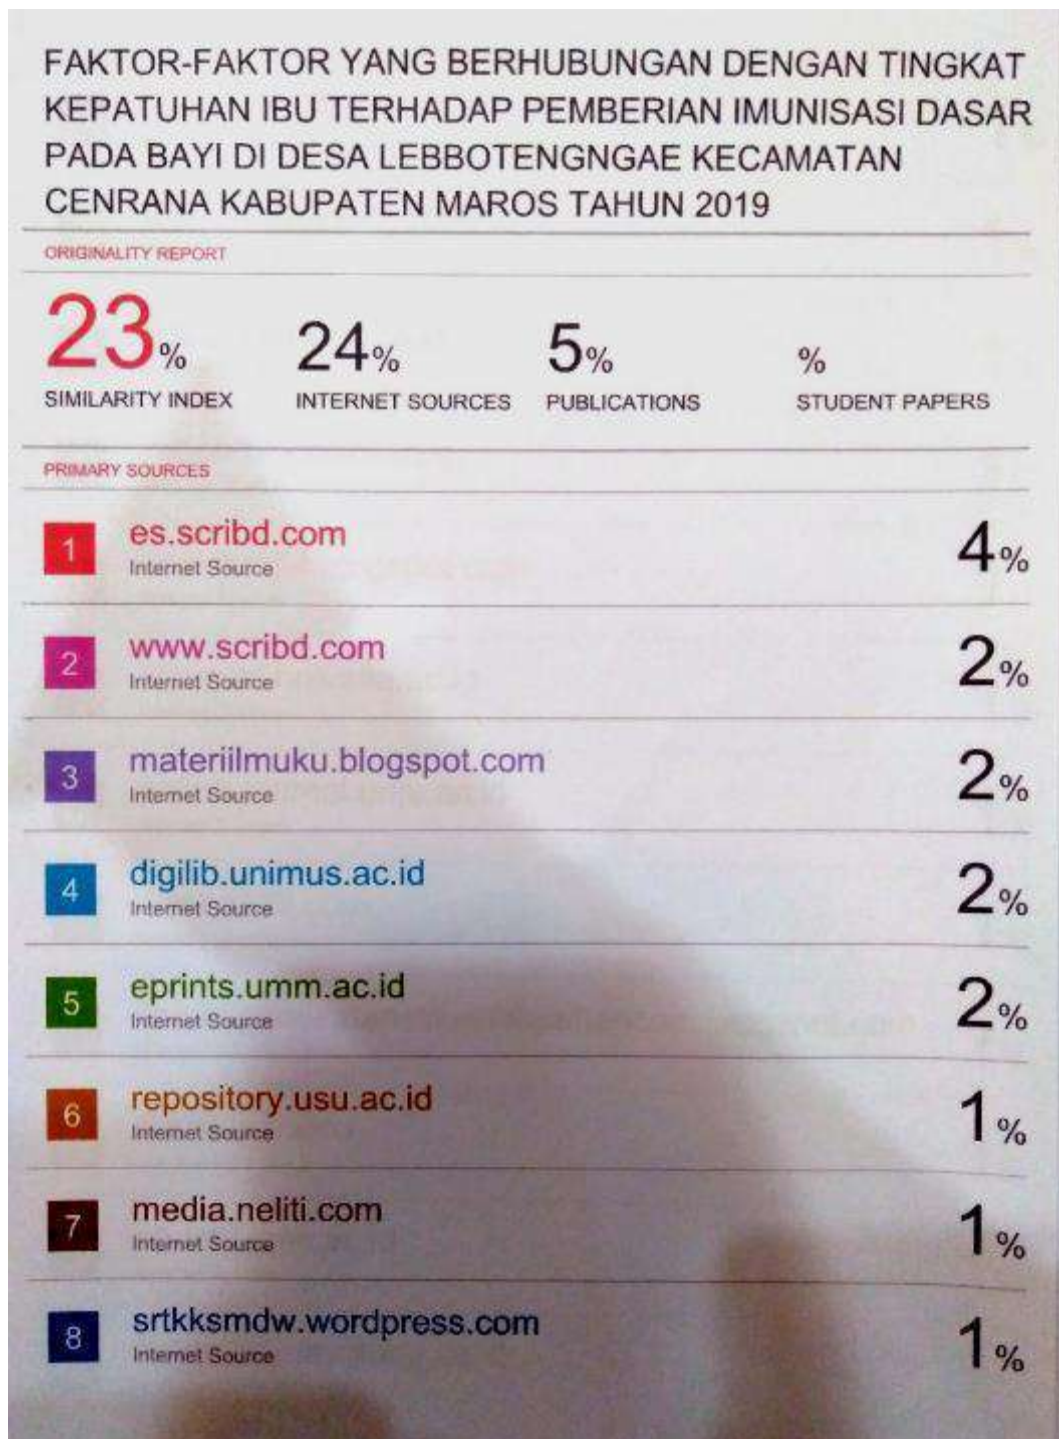 FAKTOR-FAKTOR YANG BERHUBUNGAN DENGAN TINGKAT
KEPATUHAN IBU TERHADAP PEMBERIAN IMUNISASI DASAR
PADA BAYI DI DESA LEBBOTENGNGAE KECAMATAN
CENRANA KABUPATEN MAROS TAHUN 2019
ORIGINALITY REPORT
23% 24% 5% %
SIMILARITY INDEX INTERNET SOURCES PUBLICATIONS STUDENT PAPERS
PRIMARY SOURCES
1 es.scribd.com 4%
Internet Source
2 www.scribd.com 2%
Internet Source
3 materiilmuku.blogspot.com 2%
Internet Source
4 digilib.unimus.ac.id 2%
Internet Source
5 eprints.umm.ac.id 2%
Internet Source
6 repository.usu.ac.id 1%
Internet Source
7 media.neliti.com 1%
Internet Source
8 srtkksmdw.wordpress.com 1%
Internet Source